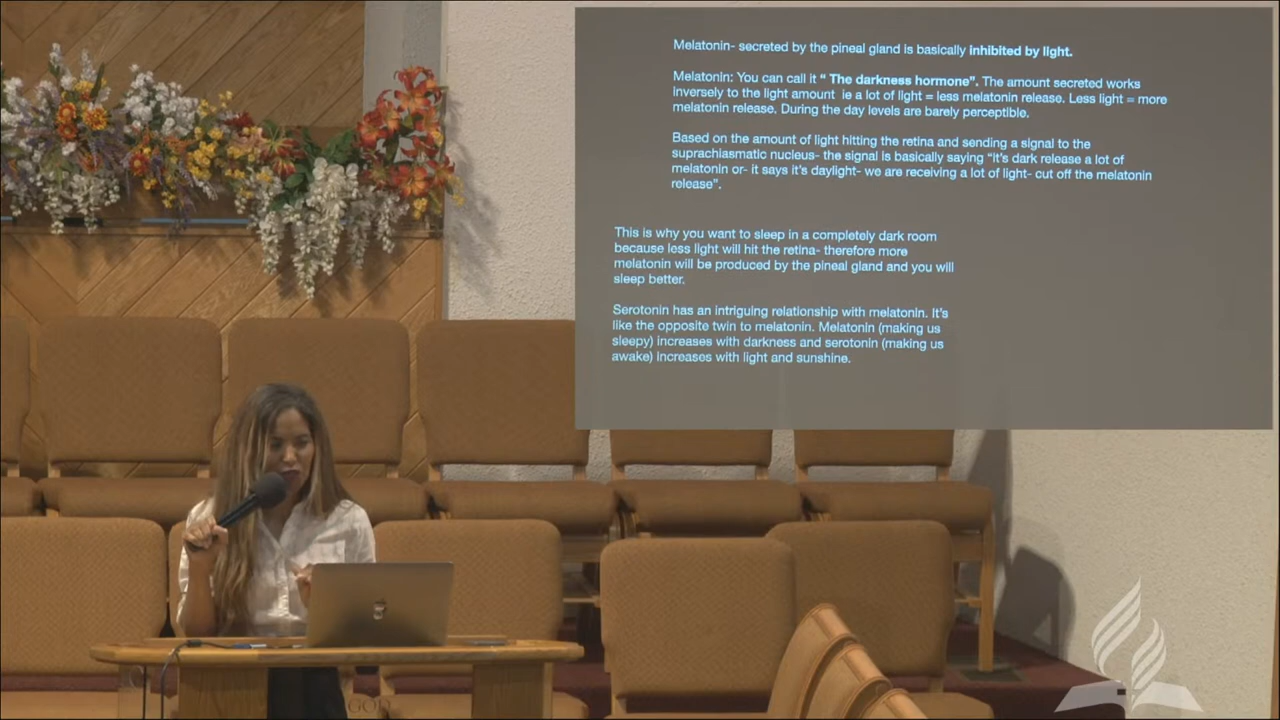 Melatonin- secreted by the pineal gland is basically inhibited by light.
Melatonin: You can call it “ The darkness hormone”. The amount secreted works
inversely to the light amount ie a lot of light = less melatonin release. Less light = more
melatonin release. During the day levels are barely perceptible.
Based on the amount of light hitting the retina and sending a signal to the
suprachiasmatic nucleus- the signal is basically saying “it’s dark release a lot of
melatonin or- it says it’s daylight- we are receiving a lot of light- cut off the melatonin
release”.
This is why you want to sleep in a completely dark room
because less light will hit the retina- therefore more
melatonin will be produced by the pineal gland and you will
sleep better.
Serotonin has an intriguing relationship with melatonin. It’s
like the opposite twin to melatonin. Melatonin (making us
sleepy) increases with darkness and serotonin (making us
awake) increases with light and sunshine.
GOD